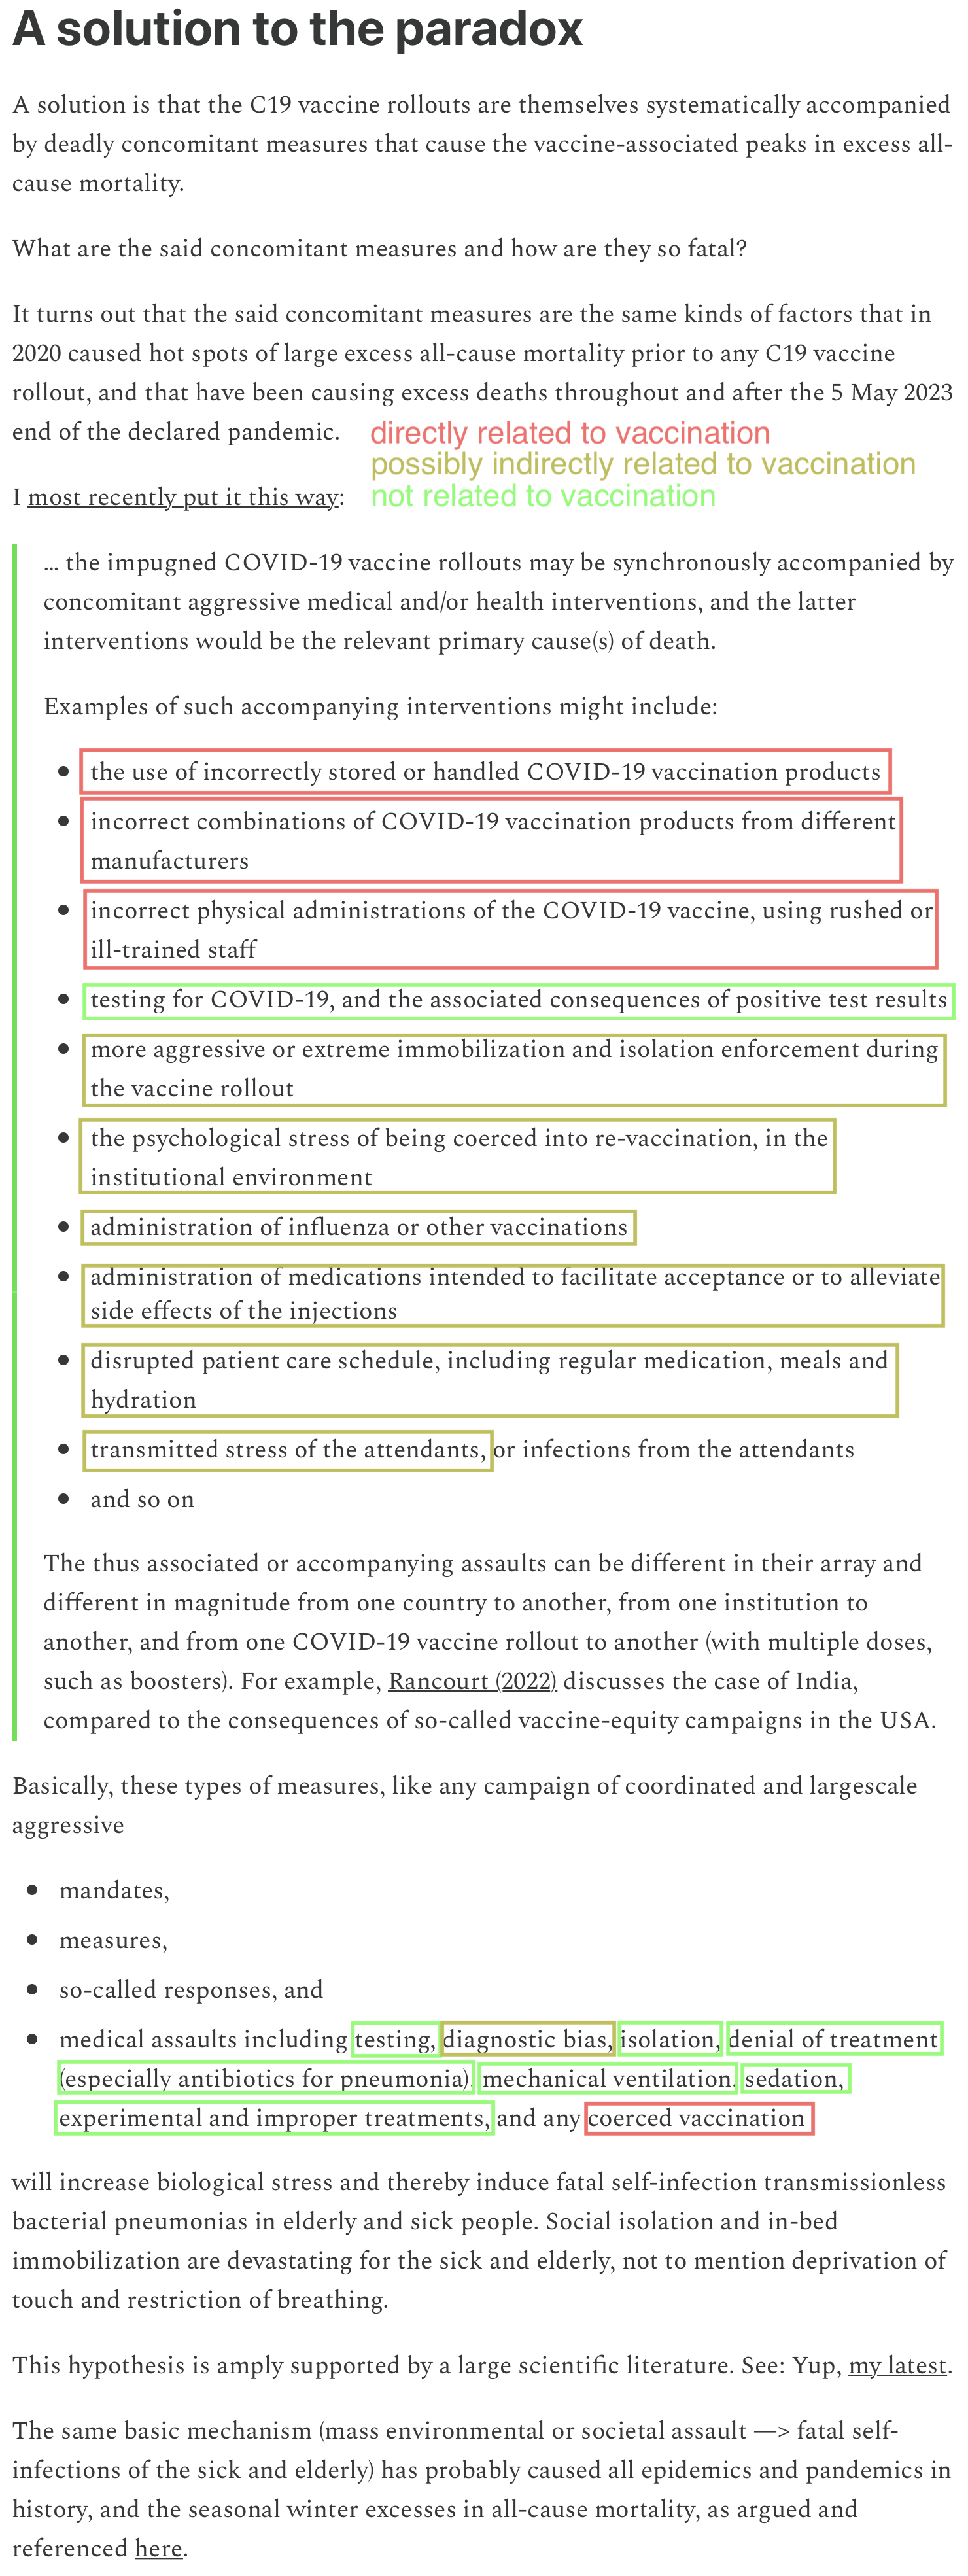 A solution to the paradox
A solution is that the C19 vaccine rollouts are themselves systematically accompanied
by deadly concomitant measures that cause the vaccine-associated peaks in excess all-
cause mortality.
What are the said concomitant measures and how are they so fatal?
It turns out that the said concomitant measures are the same kinds of factors that in
2020 caused hot spots of large excess all-cause mortality prior to any C19 vaccine
rollout, and that have been causing excess deaths throughout and after the 5 May 2023
end of the declared pandemic.
directly related to vaccination
possibly indirectly related to vaccination
not related to vaccination
I most recently put it this way:
... the impugned COVID-19 vaccine rollouts may be synchronously accompanied by
concomitant aggressive medical and/or health interventions, and the latter
interventions would be the relevant primary cause(s) of death.
Examples of such accompanying interventions might include:
• the use of incorrectly stored or handled COVID-19 vaccination products
• incorrect combinations of COVID-19 vaccination products from different
manufacturers
• incorrect physical administrations of the COVID-19 vaccine, using rushed or
ill-trained staff
• testing for COVID-19, and the associated consequences of positive test results
• more aggressive or extreme immobilization and isolation enforcement during
the vaccine rollout
• the psychological stress of being coerced into re-vaccination, in the
institutional environment
• administration of influenza or other vaccinations
• administration of medications intended to facilitate acceptance or to alleviate
side effects of the injections
• disrupted patient care schedule, including regular medication, meals and
hydration
• transmitted stress of the attendants, or infections from the attendants
• and so on
The thus associated or accompanying assaults can be different in their array and
different in magnitude from one country to another, from one institution to
another, and from one COVID-19 vaccine rollout to another (with multiple doses,
such as boosters). For example, Rancourt (2022) discusses the case of India,
compared to the consequences of so-called vaccine-equity campaigns in the USA.
Basically, these types of measures, like any campaign of coordinated and largescale
aggressive
• mandates,
• measures,
• so-called responses, and
• medical assaults including testing, diagnostic bias, isolation, denial of treatment
(especially antibiotics for pneumonia), mechanical ventilation, sedation,
experimental and improper treatments, and any coerced vaccination
will increase biological stress and thereby induce fatal self-infection transmissionless
bacterial pneumonias in elderly and sick people. Social isolation and in-bed
immobilization are devastating for the sick and elderly, not to mention deprivation of
touch and restriction of breathing.
This hypothesis is amply supported by a large scientific literature. See: Yup, my latest.
The same basic mechanism (mass environmental or societal assault —> fatal self-
infections of the sick and elderly) has probably caused all epidemics and pandemics in
history, and the seasonal winter excesses in all-cause mortality, as argued and
referenced here.